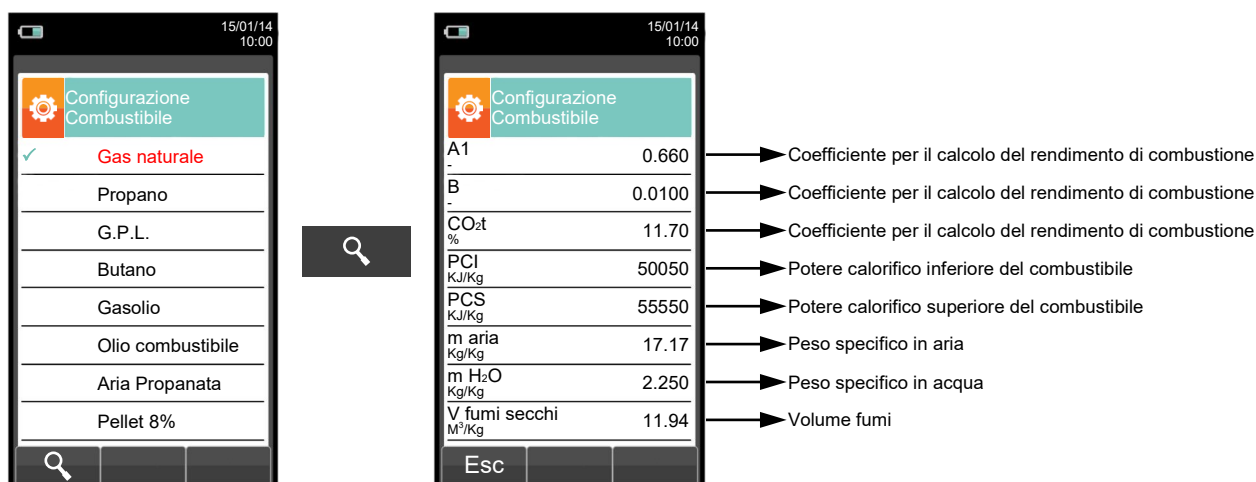 15/01/14
10:00
Configurazione
Combustibile
Gas naturale
Propano
G.P.L.
Butano
Gasolio
Olio combustibile
Aria Propanata
Pellet 8%
15/01/14
10:00
Configurazione
Combustibile
A1
-
0.660
Coefficiente per il calcolo del rendimento di combustione
B
-
0.0100
Coefficiente per il calcolo del rendimento di combustione
CO₂t
%
11.70
Coefficiente per il calcolo del rendimento di combustione
PCI
KJ/Kg
50050
Potere calorifico inferiore del combustibile
PCS
KJ/Kg
55550
Potere calorifico superiore del combustibile
m aria
Kg/Kg
17.17
Peso specifico in aria
m H₂O
Kg/Kg
2.250
Peso specifico in acqua
V fumi secchi
M³/Kg
11.94
Volume fumi
Esc